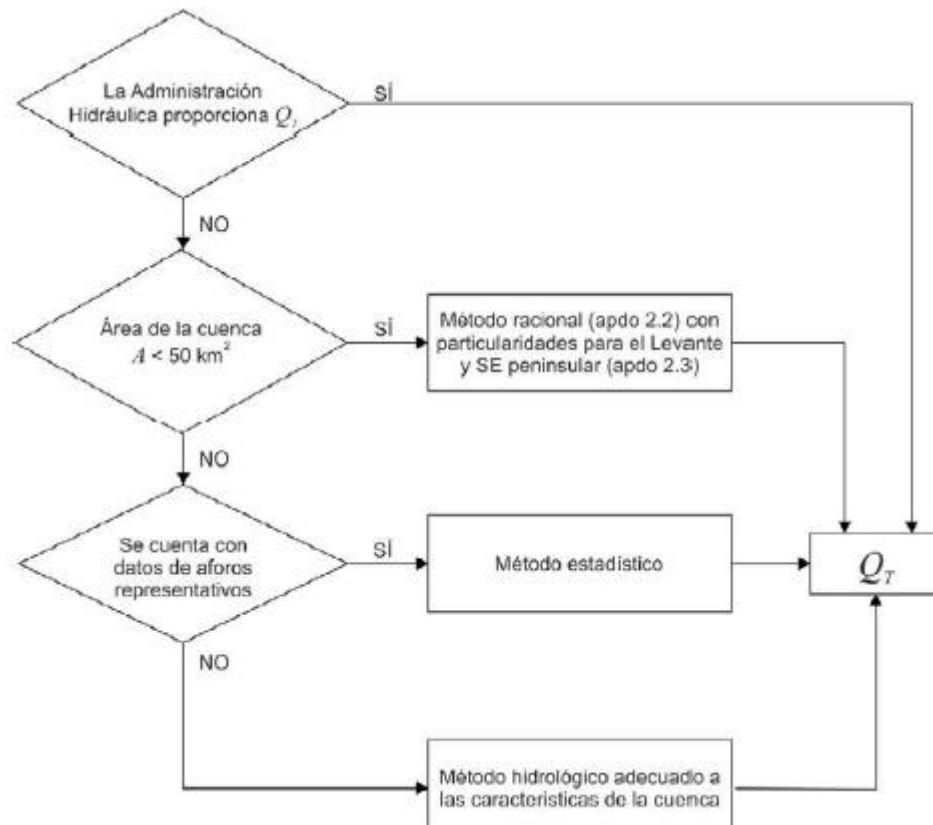 La Administración
Hidráulica proporciona Q_T
SÍ
NO
Área de la cuenca
A < 50 km²
SÍ
Método racional (apdo 2.2) con
particularidades para el Levante
y SE peninsular (apdo 2.3)
NO
Se cuenta con
datos de aforos
representativos
SÍ
Método estadístico
Q_T
NO
Método hidrológico adecuado a
las características de la cuenca